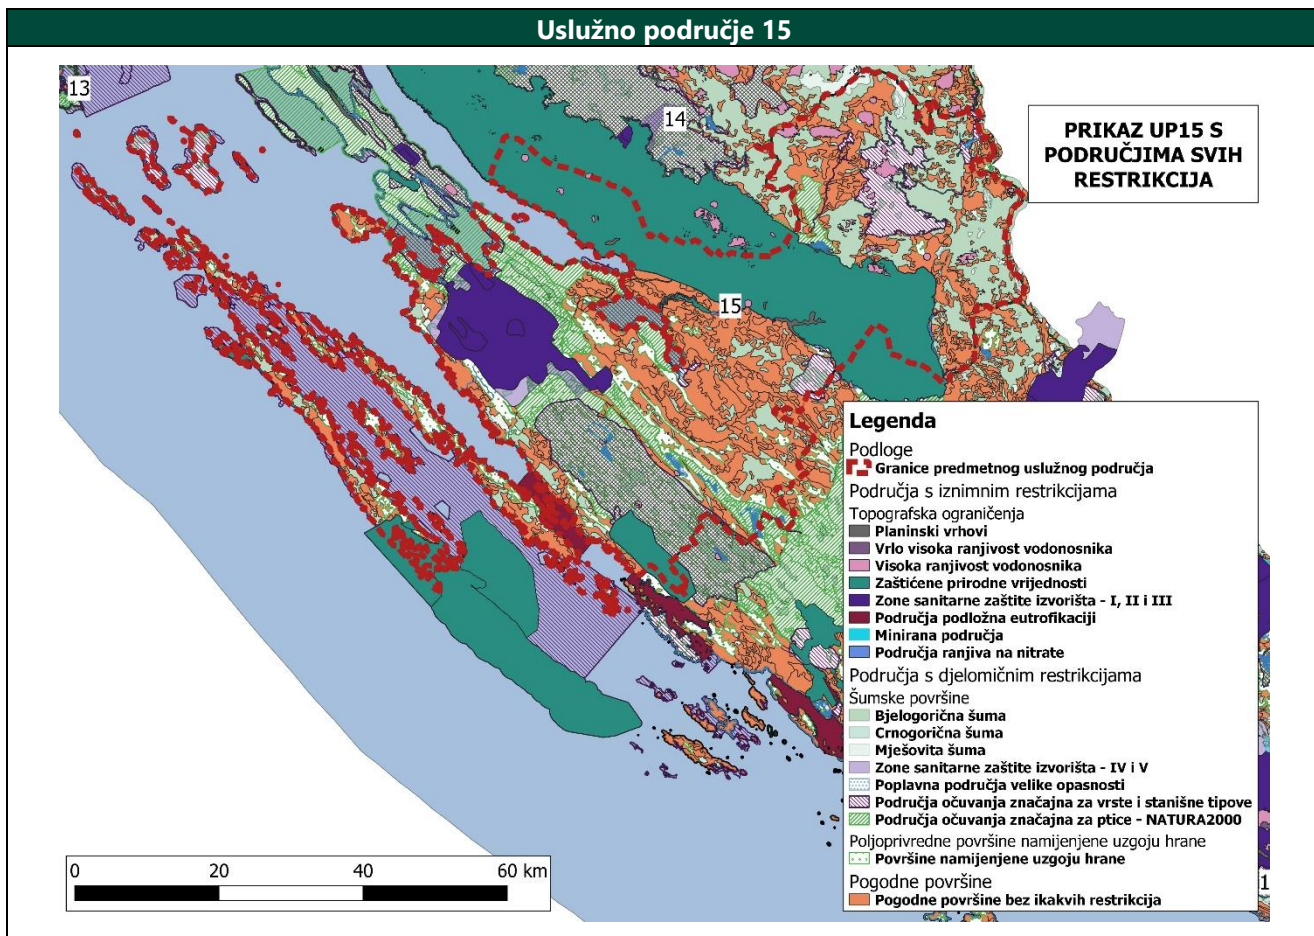 Uslužno područje 15
13
14
PRIKAZ UP15 S
PODRUČJIMA SVIH
RESTRIKCIJA
15
Legenda
Podloge
Granice predmetnog uslužnog područja
Područja s iznimnim restrikcijama
Topografska ograničenja
Planinski vrhovi
Vrlo visoka ranjivost vodonosnika
Visoka ranjivost vodonosnika
Zaštićene prirodne vrijednosti
Zone sanitarne zaštite izvorišta - I, II i III
Područja podložna eutrofikaciji
Minirana područja
Područja ranjiva na nitrate
Područja s djelomičnim restrikcijama
Šumske površine
Bjelogorična šuma
Crnogorična šuma
Mješovita šuma
Zone sanitarne zaštite izvorišta - IV i V
Poplavna područja velike opasnosti
Područja očuvanja značajna za vrste i stanišne tipove
Područja očuvanja značajna za ptice - NATURA2000
Poljoprivredne površine namijenjene uzgoju hrane
Površine namijenjene uzgoju hrane
Pogodne površine
Pogodne površine bez ikakvih restrikcija
0 20 40 60 km
1